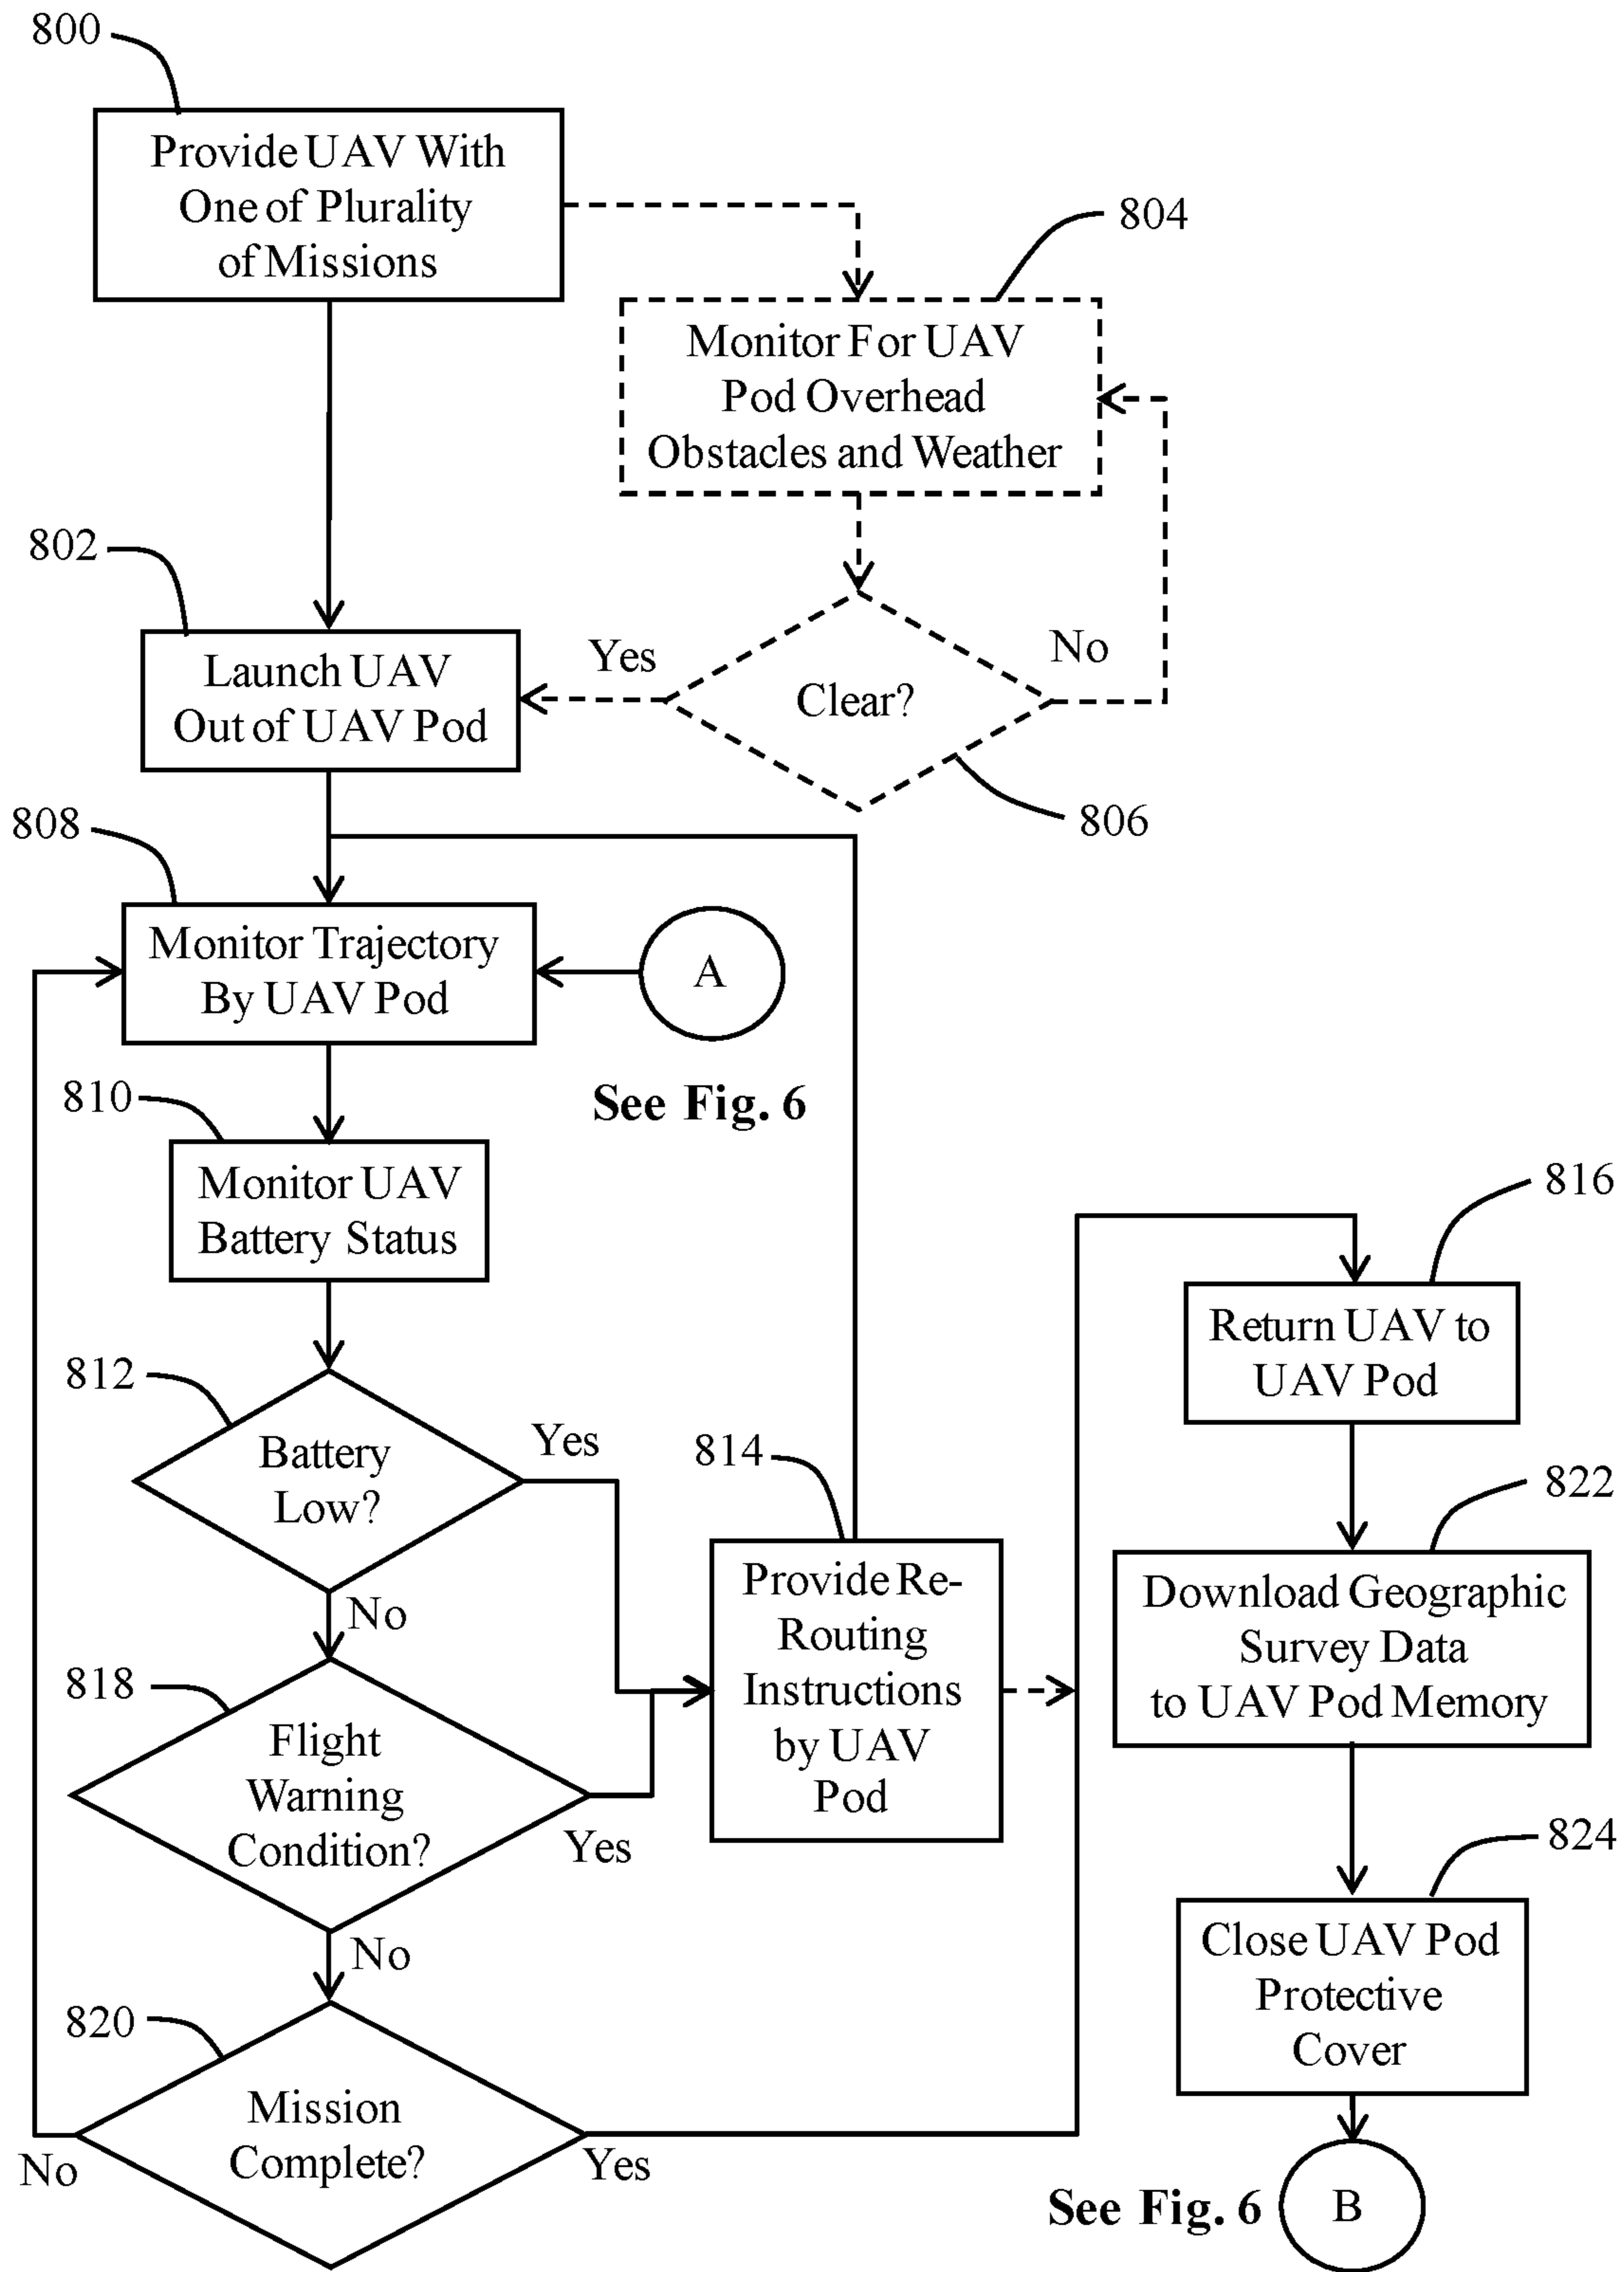 800
Provide UAV With
One of Plurality
of Missions
804
Monitor For UAV
Pod Overhead
Obstacles and Weather
802
Launch UAV
Out of UAV Pod
Yes
Clear?
No
806
808
Monitor Trajectory
By UAV Pod
A
See Fig. 6
810
Monitor UAV
Battery Status
812
Battery
Low?
Yes
No
814
Provide Re-
Routing
Instructions
by UAV
Pod
818
Flight
Warning
Condition?
Yes
No
820
Mission
Complete?
No
Yes
816
Return UAV to
UAV Pod
822
Download Geographic
Survey Data
to UAV Pod Memory
824
Close UAV Pod
Protective
Cover
See Fig. 6
B